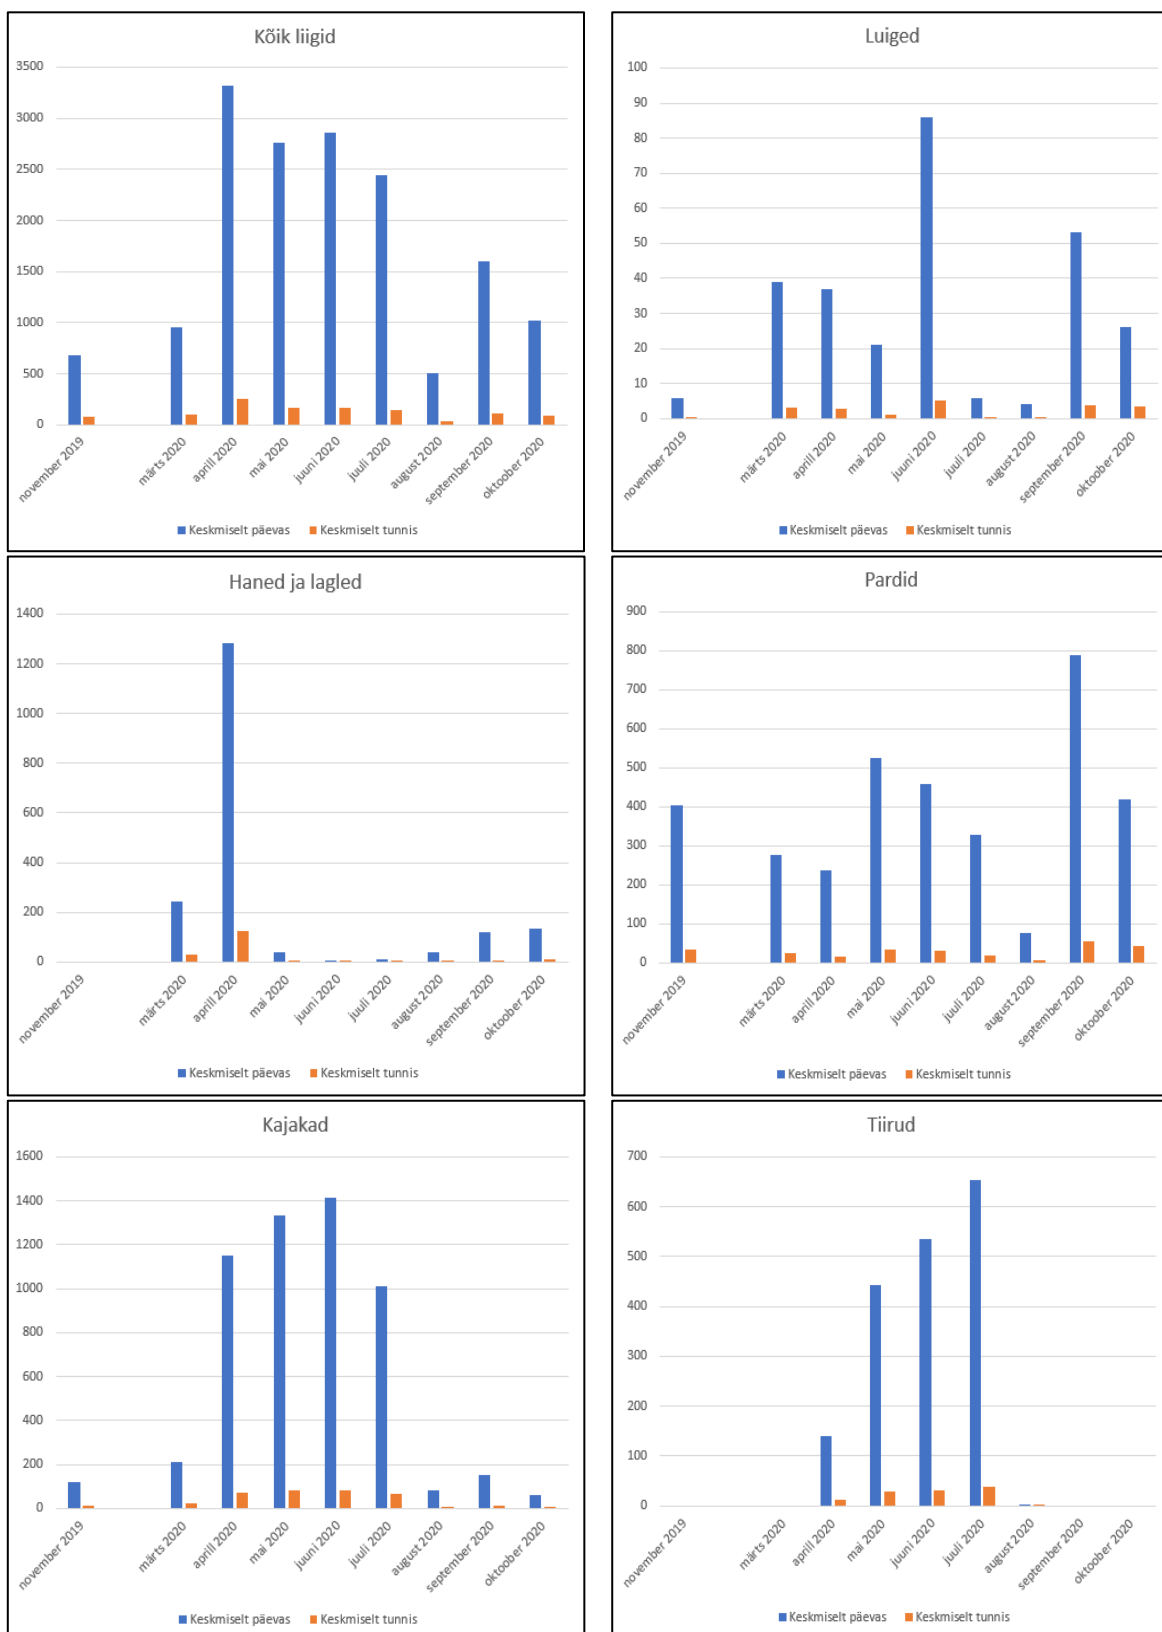 Kõik liigid
3500
3000
2500
2000
1500
1000
500
0
november 2019
märts 2020
aprill 2020
mai 2020
juuni 2020
juuli 2020
august 2020
september 2020
oktoober 2020
Keskmiselt päevas Keskmiselt tunnis
Luiged
100
90
80
70
60
50
40
30
20
10
0
november 2019
märts 2020
aprill 2020
mai 2020
juuni 2020
juuli 2020
august 2020
september 2020
oktoober 2020
Keskmiselt päevas Keskmiselt tunnis
Haned ja lagled
1400
1200
1000
800
600
400
200
0
november 2019
märts 2020
aprill 2020
mai 2020
juuni 2020
juuli 2020
august 2020
september 2020
oktoober 2020
Keskmiselt päevas Keskmiselt tunnis
Pardid
900
800
700
600
500
400
300
200
100
0
november 2019
märts 2020
aprill 2020
mai 2020
juuni 2020
juuli 2020
august 2020
september 2020
oktoober 2020
Keskmiselt päevas Keskmiselt tunnis
Kajakad
1600
1400
1200
1000
800
600
400
200
0
november 2019
märts 2020
aprill 2020
mai 2020
juuni 2020
juuli 2020
august 2020
september 2020
oktoober 2020
Keskmiselt päevas Keskmiselt tunnis
Tiirud
700
600
500
400
300
200
100
0
november 2019
märts 2020
aprill 2020
mai 2020
juuni 2020
juuli 2020
august 2020
september 2020
oktoober 2020
Keskmiselt päevas Keskmiselt tunnis